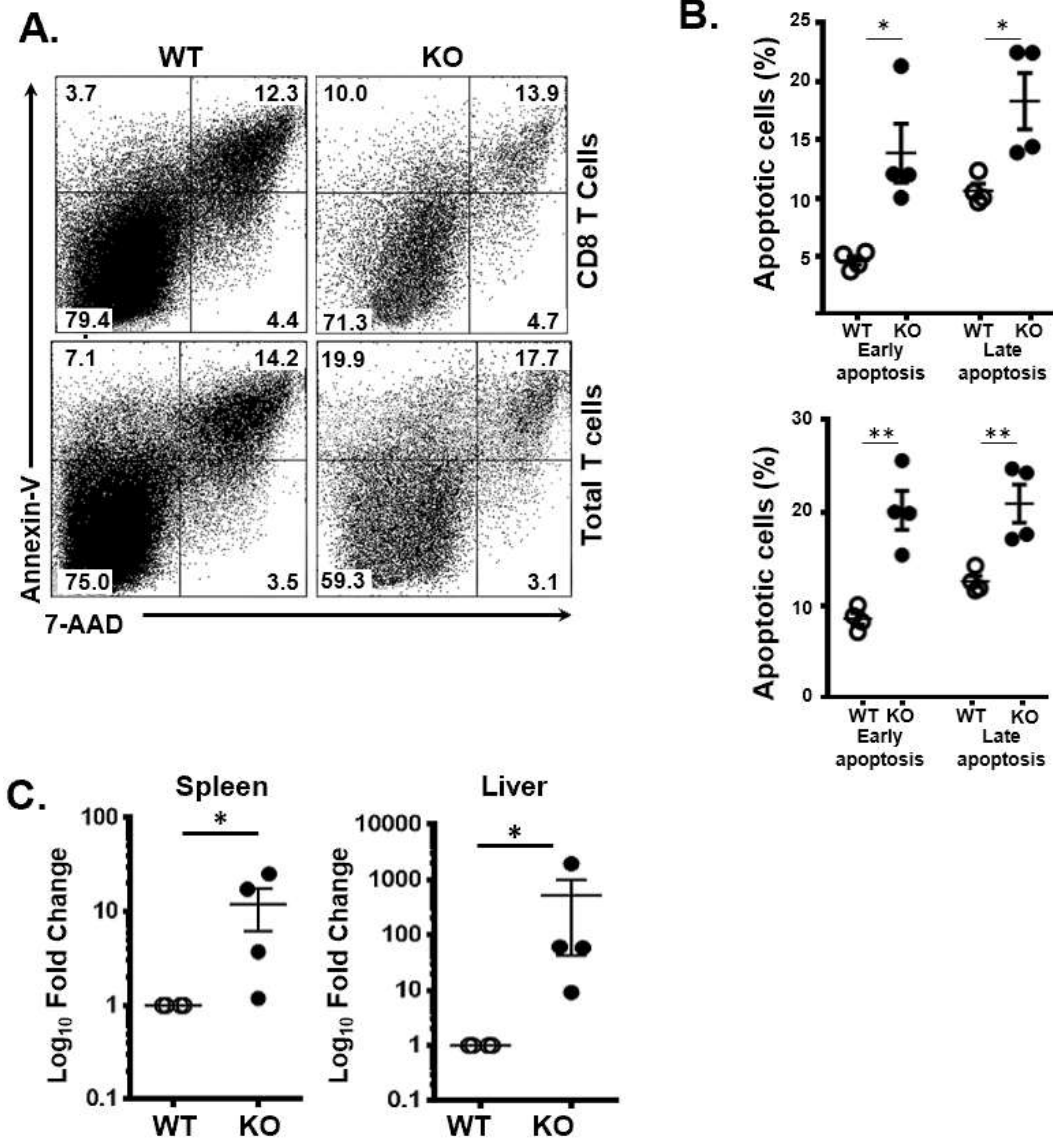 A.
WT
KO
3.7
12.3
79.4
4.4
10.0
13.9
71.3
4.7
CD8 T Cells
7.1
14.2
75.0
3.5
19.9
17.7
59.3
3.1
Total T cells
Annexin-V
7-AAD
B.
Apoptotic cells (%)
25
20
15
10
5
*
*
WT KO WT KO
Early Late
apoptosis apoptosis
Apoptotic cells (%)
30
20
10
0
**
**
WT KO WT KO
Early Late
apoptosis apoptosis
C.
Spleen
Log10 Fold Change
100
10
1
0.1
*
WT KO
Liver
Log10 Fold Change
10000
1000
100
10
1
0.1
*
WT KO